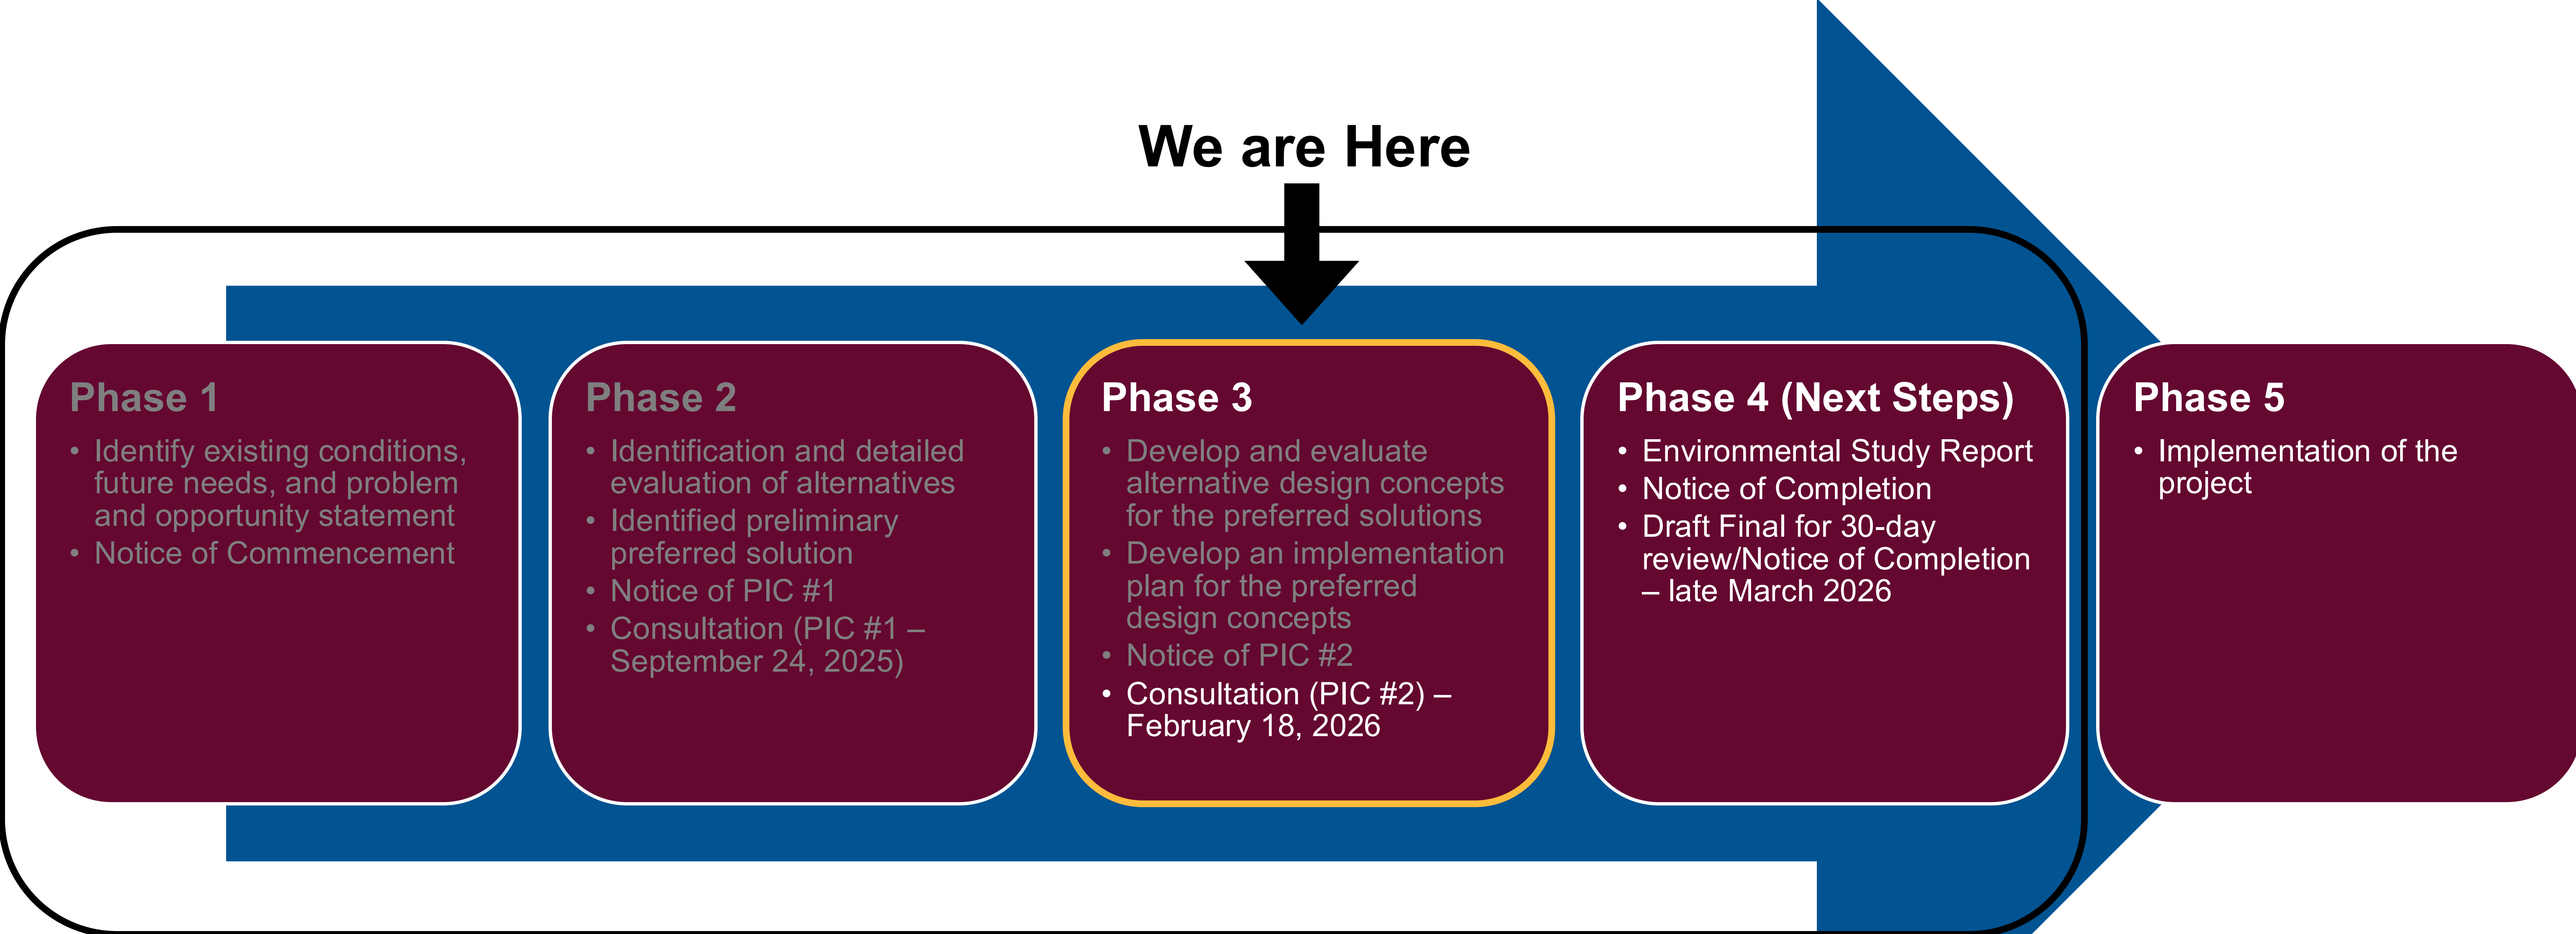 We are Here
Phase 1
• Identify existing conditions,
future needs, and problem
and opportunity statement
• Notice of Commencement
Phase 2
• Identification and detailed
evaluation of alternatives
• Identified preliminary
preferred solution
• Notice of PIC #1
• Consultation (PIC #1 –
September 24, 2025)
Phase 3
• Develop and evaluate
alternative design concepts
for the preferred solutions
• Develop an implementation
plan for the preferred
design concepts
• Notice of PIC #2
• Consultation (PIC #2) –
February 18, 2026
Phase 4 (Next Steps)
• Environmental Study Report
• Notice of Completion
• Draft Final for 30-day
review/Notice of Completion
– late March 2026
Phase 5
• Implementation of the
project